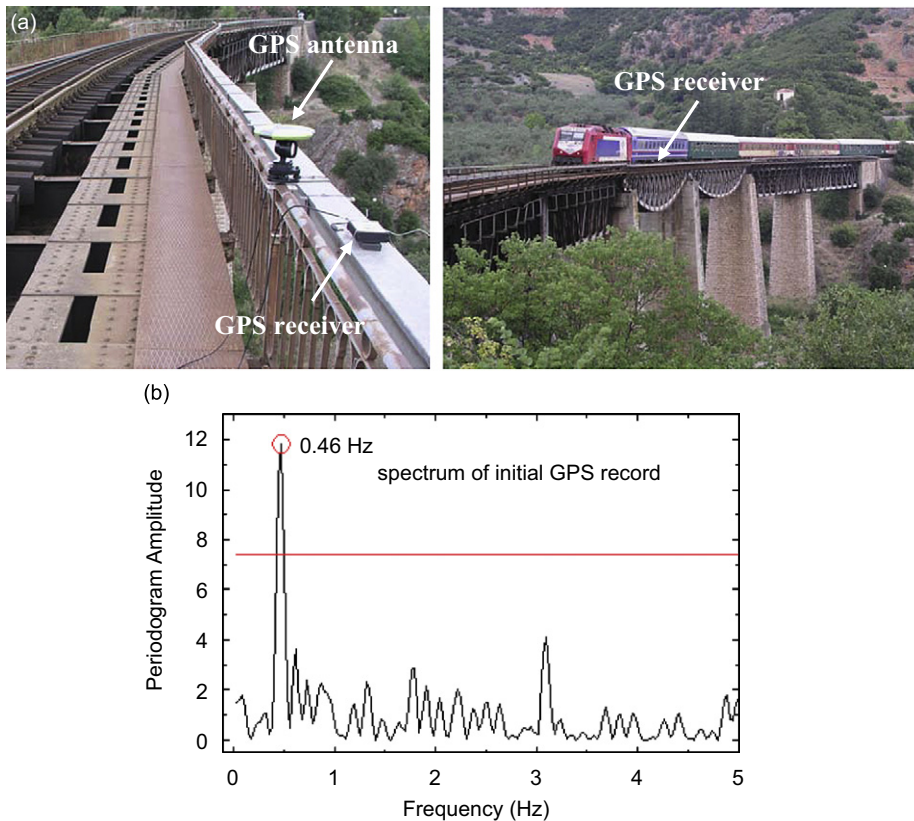 (a)
GPS antenna
GPS receiver
GPS receiver
(b)
0.46 Hz
spectrum of initial GPS record
Periodogram Amplitude
12
10
8
6
4
2
0
0 1 2 3 4 5
Frequency (Hz)